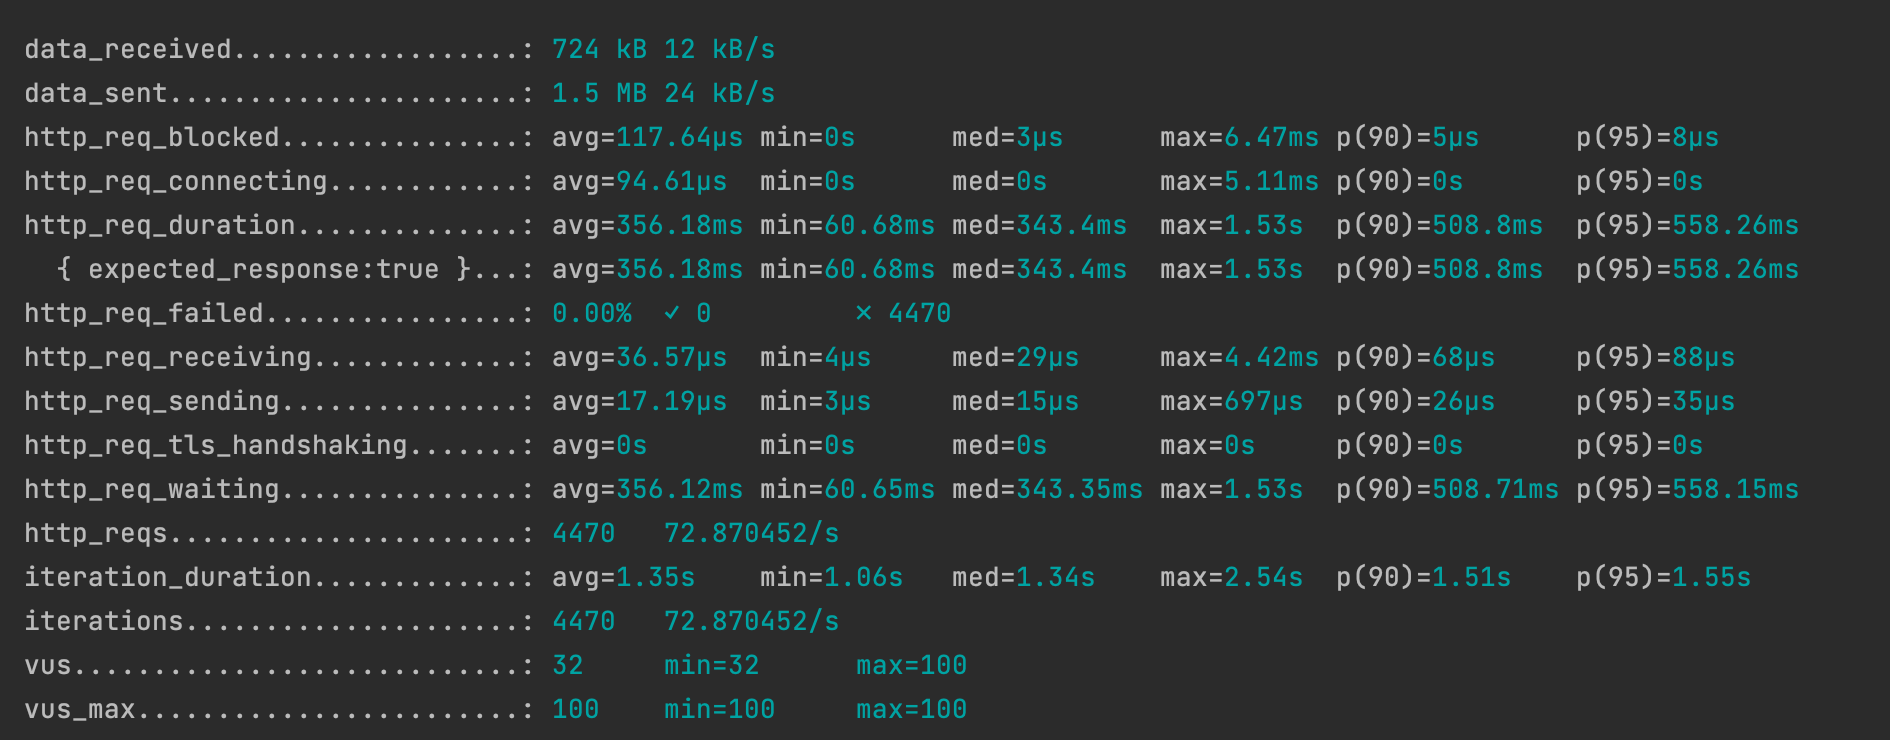 data_received..................: 724 kB 12 kB/s
data_sent......................: 1.5 MB 24 kB/s
http_req_blocked...............: avg=117.64µs min=0s      med=3µs      max=6.47ms p(90)=5µs      p(95)=8µs
http_req_connecting............: avg=94.61µs  min=0s      med=0s       max=5.11ms p(90)=0s       p(95)=0s
http_req_duration..............: avg=356.18ms min=60.68ms med=343.4ms  max=1.53s  p(90)=508.8ms  p(95)=558.26ms
  { expected_response:true }...: avg=356.18ms min=60.68ms med=343.4ms  max=1.53s  p(90)=508.8ms  p(95)=558.26ms
http_req_failed................: 0.00%  ✓ 0         ✗ 4470
http_req_receiving.............: avg=36.57µs  min=4µs     med=29µs     max=4.42ms p(90)=68µs     p(95)=88µs
http_req_sending...............: avg=17.19µs  min=3µs     med=15µs     max=697µs  p(90)=26µs     p(95)=35µs
http_req_tls_handshaking.......: avg=0s       min=0s      med=0s       max=0s     p(90)=0s       p(95)=0s
http_req_waiting...............: avg=356.12ms min=60.65ms med=343.35ms max=1.53s  p(90)=508.71ms p(95)=558.15ms
http_reqs......................: 4470   72.870452/s
iteration_duration.............: avg=1.35s    min=1.06s   med=1.34s    max=2.54s  p(90)=1.51s    p(95)=1.55s
iterations.....................: 4470   72.870452/s
vus............................: 32     min=32      max=100
vus_max........................: 100    min=100     max=100